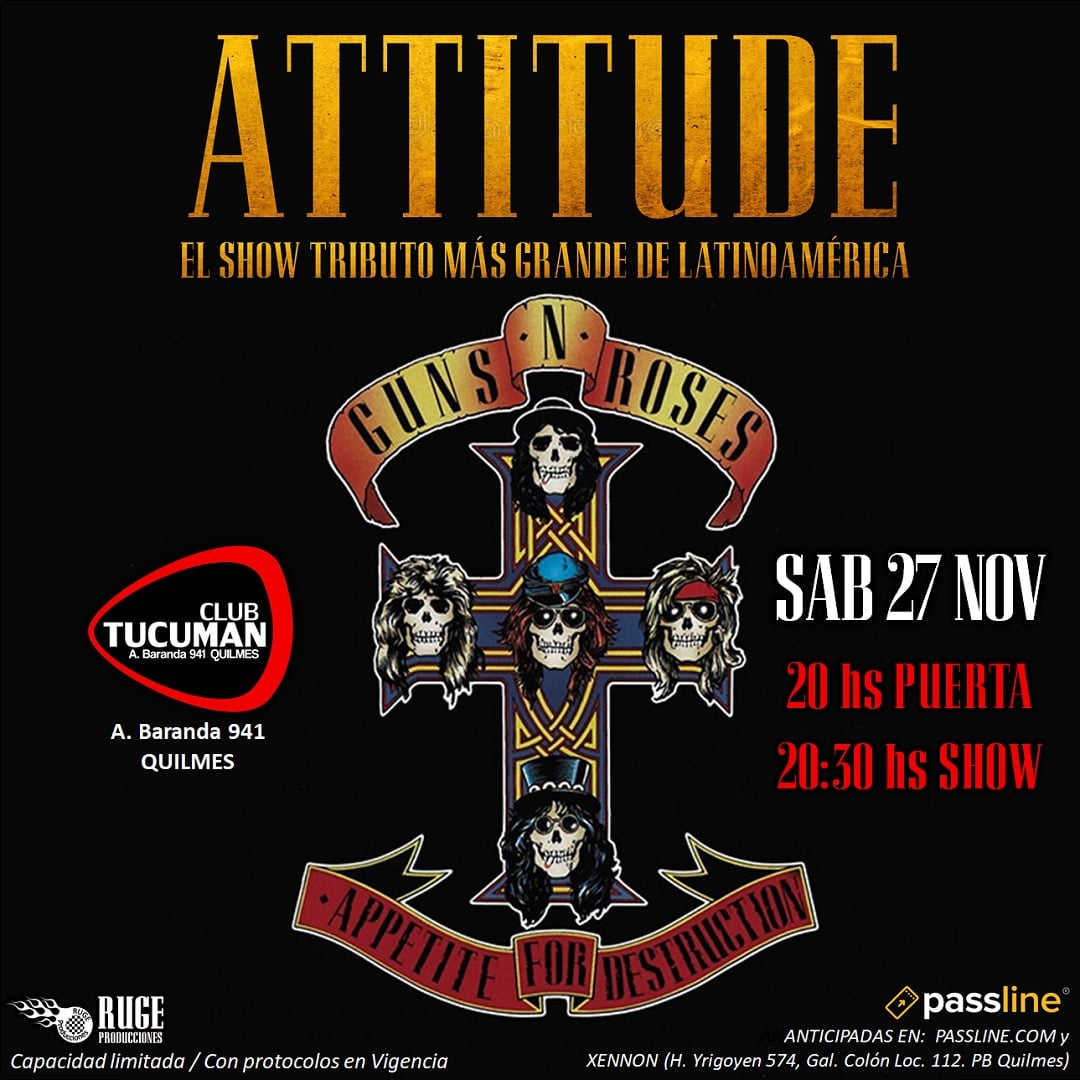 ATTITUDE
EL SHOW TRIBUTO MÁS GRANDE DE LATINOAMÉRICA
GUNS ·N· ROSES
CLUB
TUCUMAN
A. Baranda 941 QUILMES
A. Baranda 941
QUILMES
SAB 27 NOV
20 hs PUERTA
20:30 hs SHOW
·APPETITE FOR DESTRUCTION
RUGE
PRODUCCIONES
Capacidad limitada / Con protocolos en Vigencia
passline®
ANTICIPADAS EN: PASSLINE.COM y
XENNON (H. Yrigoyen 574, Gal. Colón Loc. 112. PB Quilmes)